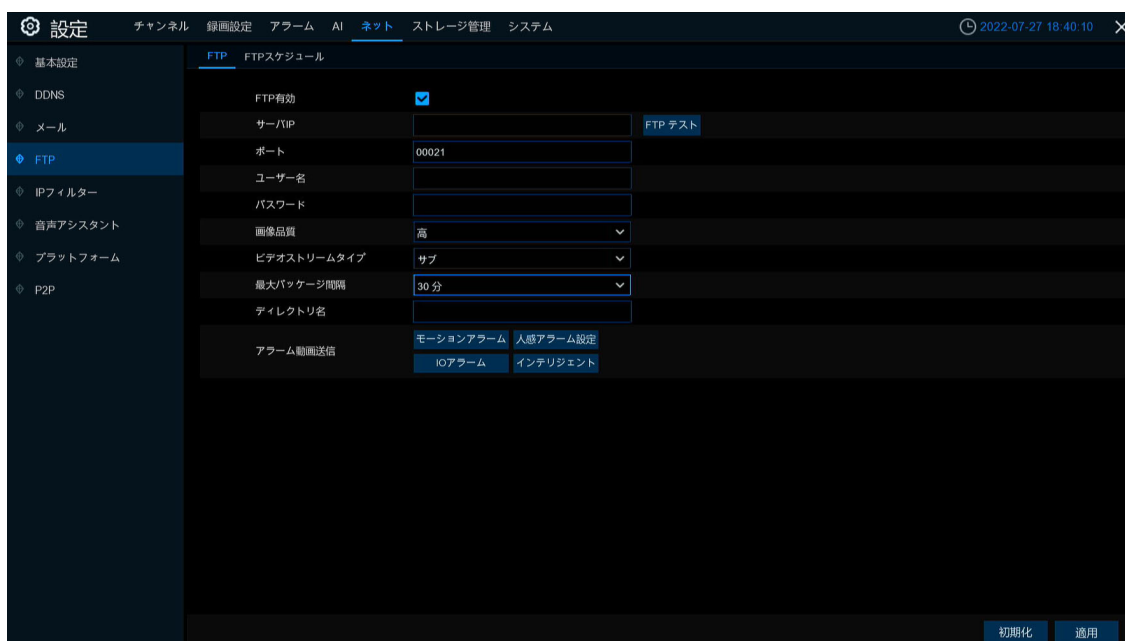 設定 チャンネル 録画設定 アラーム AI ネット ストレージ管理 システム 2022-07-27 18:40:10
FTP FTPスケジュール
基本設定
DDNS
メール
FTP
IPフィルター
音声アシスタント
プラットフォーム
P2P
FTP有効
サーバIP FTP テスト
ポート 00021
ユーザー名
パスワード
画像品質 高
ビデオストリームタイプ サブ
最大パッケージ間隔 30 分
ディレクトリ名
アラーム動画送信 モーションアラーム 人感アラーム設定
IOアラーム インテリジェント
初期化 適用